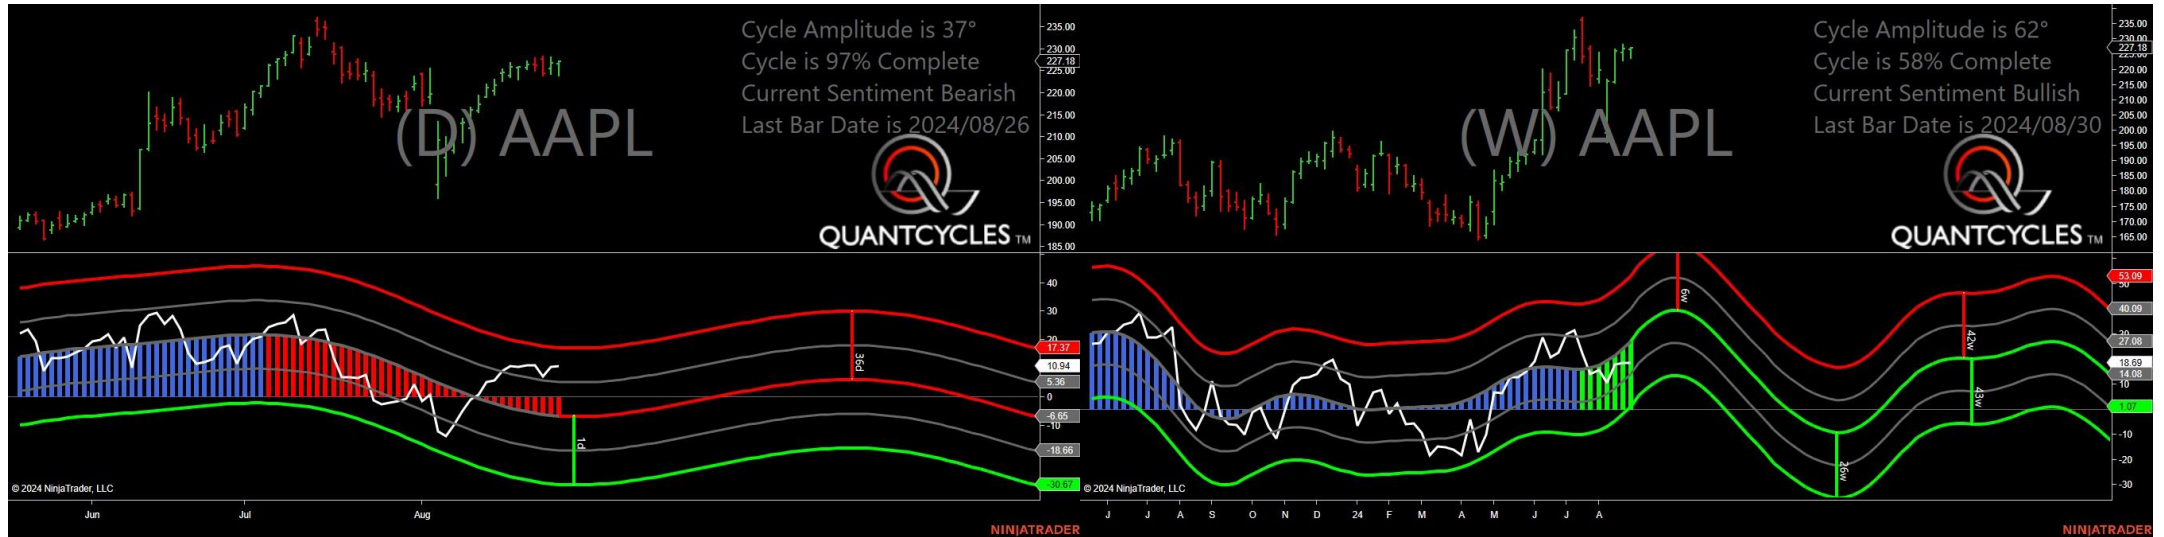 Cycle Amplitude is 37°
Cycle is 97% Complete
Current Sentiment Bearish
Last Bar Date is 2024/08/26
(D) AAPL
QUANTCYCLES TM
235.00
230.00
227.18
225.00
220.00
215.00
210.00
205.00
200.00
195.00
190.00
185.00
40
30
20
17.37
10.94
5.36
0
-6.65
-10
-18.66
-30.67
36d
1d
© 2024 NinjaTrader, LLC
Jun Jul Aug
NINJATRADER
Cycle Amplitude is 62°
Cycle is 58% Complete
Current Sentiment Bullish
Last Bar Date is 2024/08/30
(W) AAPL
QUANTCYCLES TM
235.00
230.00
227.18
220.00
215.00
210.00
205.00
200.00
195.00
190.00
185.00
180.00
175.00
170.00
165.00
53.09
50
40.09
27.08
18.69
14.08
10
1.07
-10
-20
-30
6w
42w
43w
26w
© 2024 NinjaTrader, LLC
J J A S O N D 24 F M A M J J A
NINJATRADER